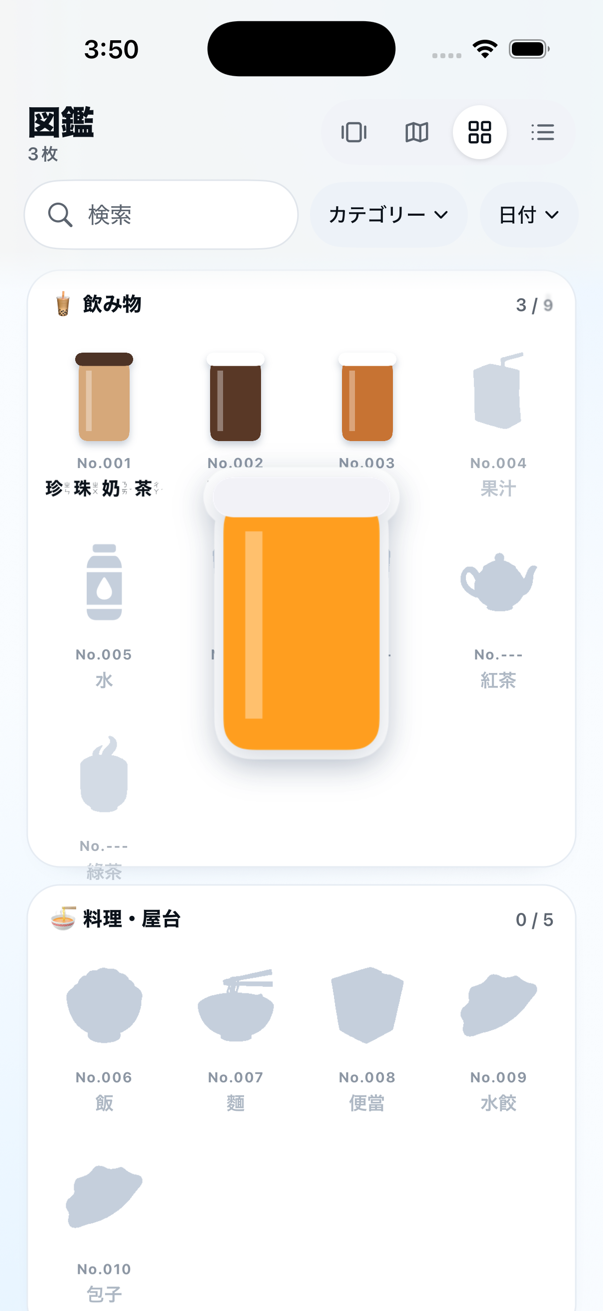 3:50
図鑑
3枚
検索
カテゴリー
日付
飲み物
3 / 9
No.001
No.002
No.003
No.004
珍珠奶茶
果汁
No.005
No.---
水
紅茶
No.---
綠茶
料理・屋台
0 / 5
No.006
No.007
No.008
No.009
飯
麵
便當
水餃
No.010
包子